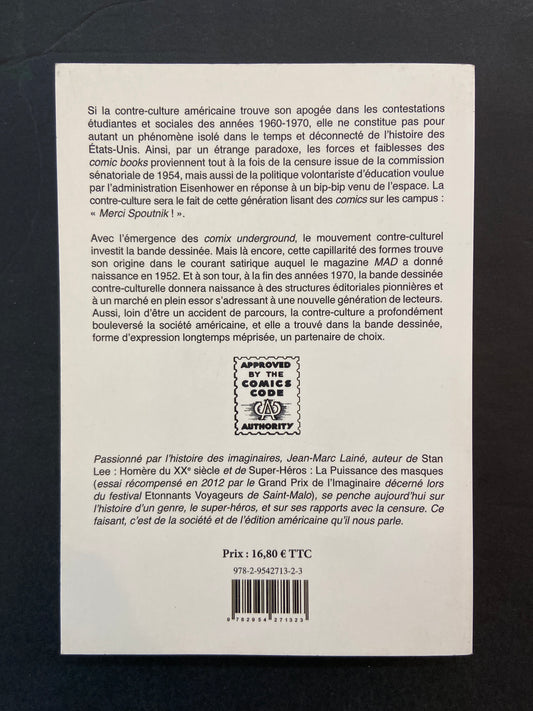 Si la contre-culture américaine trouve son apogée dans les contestations
étudiantes et sociales des années 1960-1970, elle ne constitue pas pour
autant un phénomène isolé dans le temps et déconnecté de l'histoire des
États-Unis. Ainsi, par un étrange paradoxe, les forces et faiblesses des
comic books proviennent tout à la fois de la censure issue de la commission
sénatoriale de 1954, mais aussi de la politique volontariste d'éducation voulue
par l'administration Eisenhower en réponse à un bip-bip venu de l'espace. La
contre-culture sera le fait de cette génération lisant des comics sur les campus :
« Merci Spoutnik ! ».
Avec l'émergence des comix underground, le mouvement contre-culturel
investit la bande dessinée. Mais là encore, cette capillarité des formes trouve
son origine dans le courant satirique auquel le magazine MAD a donné
naissance en 1952. Et à son tour, à la fin des années 1970, la bande dessinée
contre-culturelle donnera naissance à des structures éditoriales pionnières et
à un marché en plein essor s'adressant à une nouvelle génération de lecteurs.
Aussi, loin d'être un accident de parcours, la contre-culture a profondément
bouleversé la société américaine, et elle a trouvé dans la bande dessinée,
forme d'expression longtemps méprisée, un partenaire de choix.
APPROVED
BY THE
COMICS
CODE
CA
AUTHORITY
Passionné par l'histoire des imaginaires, Jean-Marc Lainé, auteur de Stan
Lee : Homère du XXe siècle et de Super-Héros : La Puissance des masques
(essai récompensé en 2012 par le Grand Prix de l'Imaginaire décerné lors
du festival Etonnants Voyageurs de Saint-Malo), se penche aujourd'hui sur
l'histoire d'un genre, le super-héros, et sur ses rapports avec la censure. Ce
faisant, c'est de la société et de l'édition américaine qu'il nous parle.
Prix : 16,80 € TTC
978-2-9542713-2-3
9 782954 271323